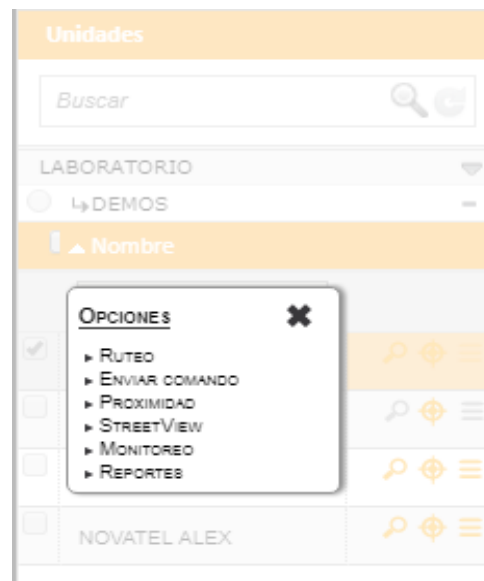 Unidades
Buscar
LABORATORIO
DEMOS
Nombre
OPCIONES
RUTEO
ENVIAR COMANDO
PROXIMIDAD
STREETVIEW
MONITOREO
REPORTES
NOVATEL ALEX